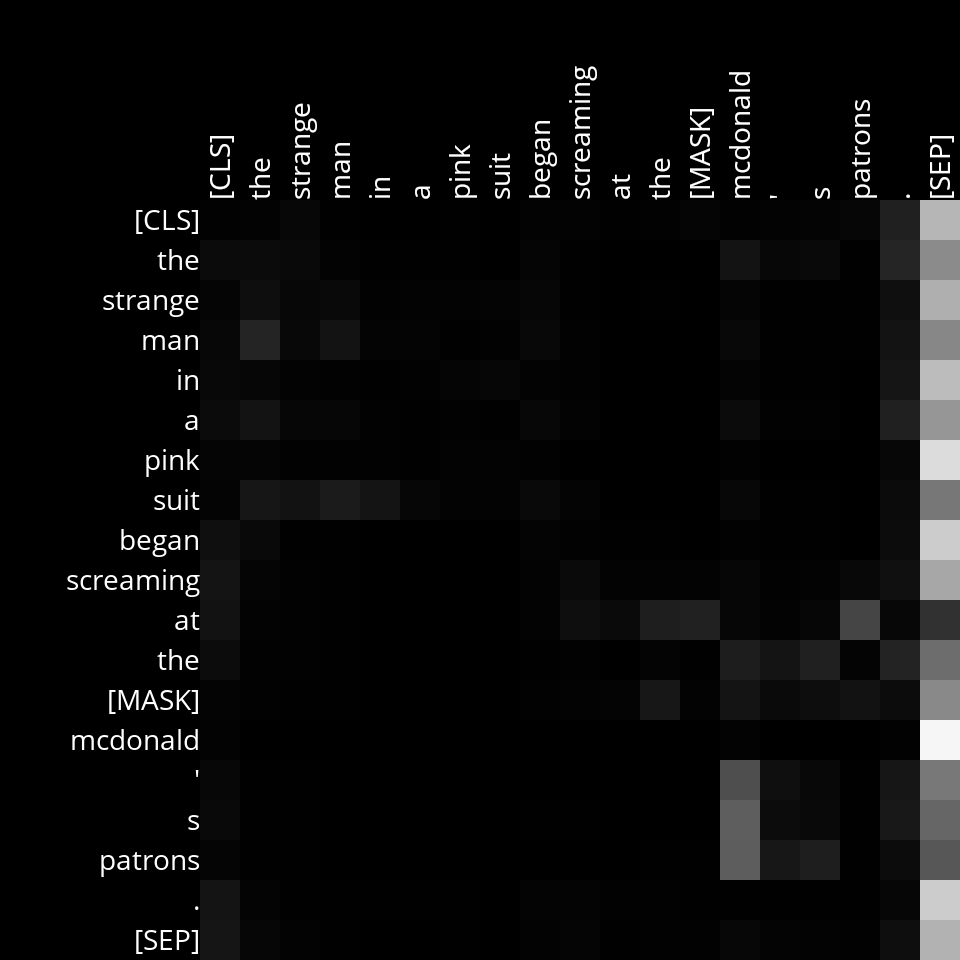 [CLS] the strange man in a pink suit began screaming at the [MASK] mcdonald ' s patrons . [SEP]
[CLS]
the
strange
man
in
a
pink
suit
began
screaming
at
the
[MASK]
mcdonald
'
s
patrons
.
[SEP]